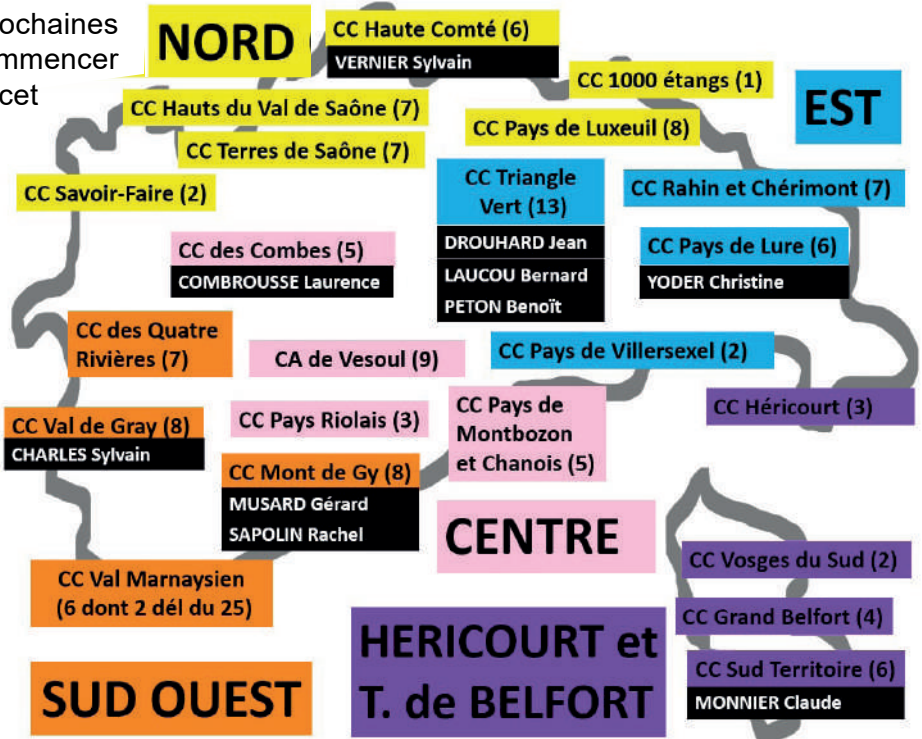 ochaines
mmencer
cet
NORD
CC Haute Comté (6)
VERNIER Sylvain
CC 1000 étangs (1)
EST
CC Hauts du Val de Saône (7)
CC Pays de Luxeuil (8)
CC Terres de Saône (7)
CC Savoir-Faire (2)
CC Triangle
Vert (13)
DROUHARD Jean
LAUCOU Bernard
PETON Benoït
CC Rahin et Chérimont (7)
CC Pays de Lure (6)
YODER Christine
CC des Combes (5)
COMBROUSSE Laurence
CC des Quatre
Rivières (7)
CA de Vesoul (9)
CC Pays de Villersexel (2)
CC Héricourt (3)
CC Val de Gray (8)
CHARLES Sylvain
CC Pays Riolais (3)
CC Pays de
Montbozon
et Chanois (5)
CC Mont de Gy (8)
MUSARD Gérard
SAPOLIN Rachel
CENTRE
CC Vosges du Sud (2)
CC Val Marnaysien
(6 dont 2 dél du 25)
CC Grand Belfort (4)
HERICOURT et
T. de BELFORT
CC Sud Territoire (6)
MONNIER Claude
SUD OUEST